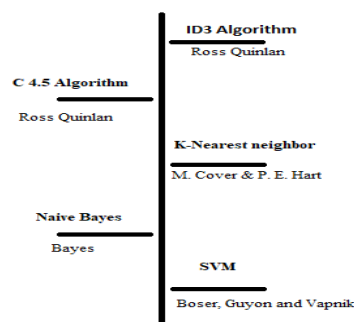 ID3 Algorithm
Ross Quinlan
C 4.5 Algorithm
Ross Quinlan
K-Nearest neighbor
M. Cover & P. E. Hart
Naive Bayes
Bayes
SVM
Boser, Guyon and Vapnik